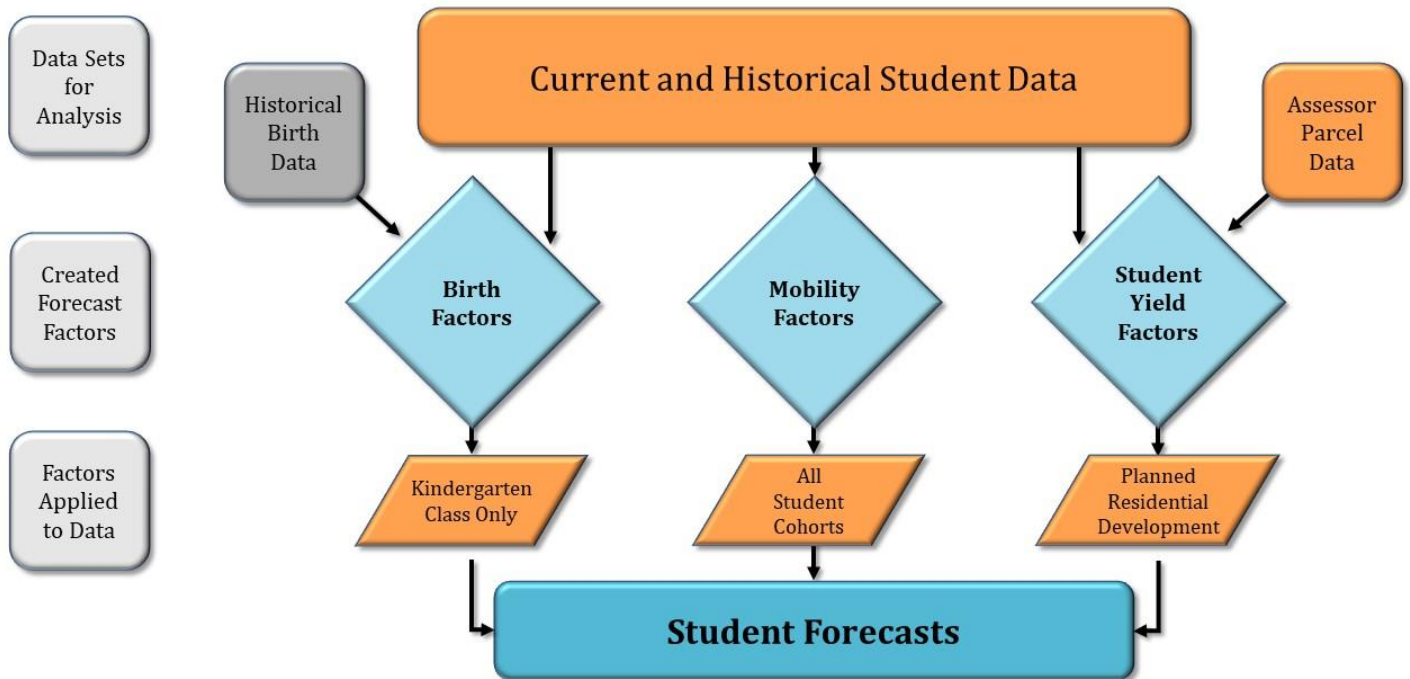 Data Sets
for
Analysis
Historical
Birth
Data
Current and Historical Student Data
Assessor
Parcel
Data
Created
Forecast
Factors
Birth
Factors
Mobility
Factors
Student
Yield
Factors
Factors
Applied
to Data
Kindergarten
Class Only
All
Student
Cohorts
Planned
Residential
Development
Student Forecasts